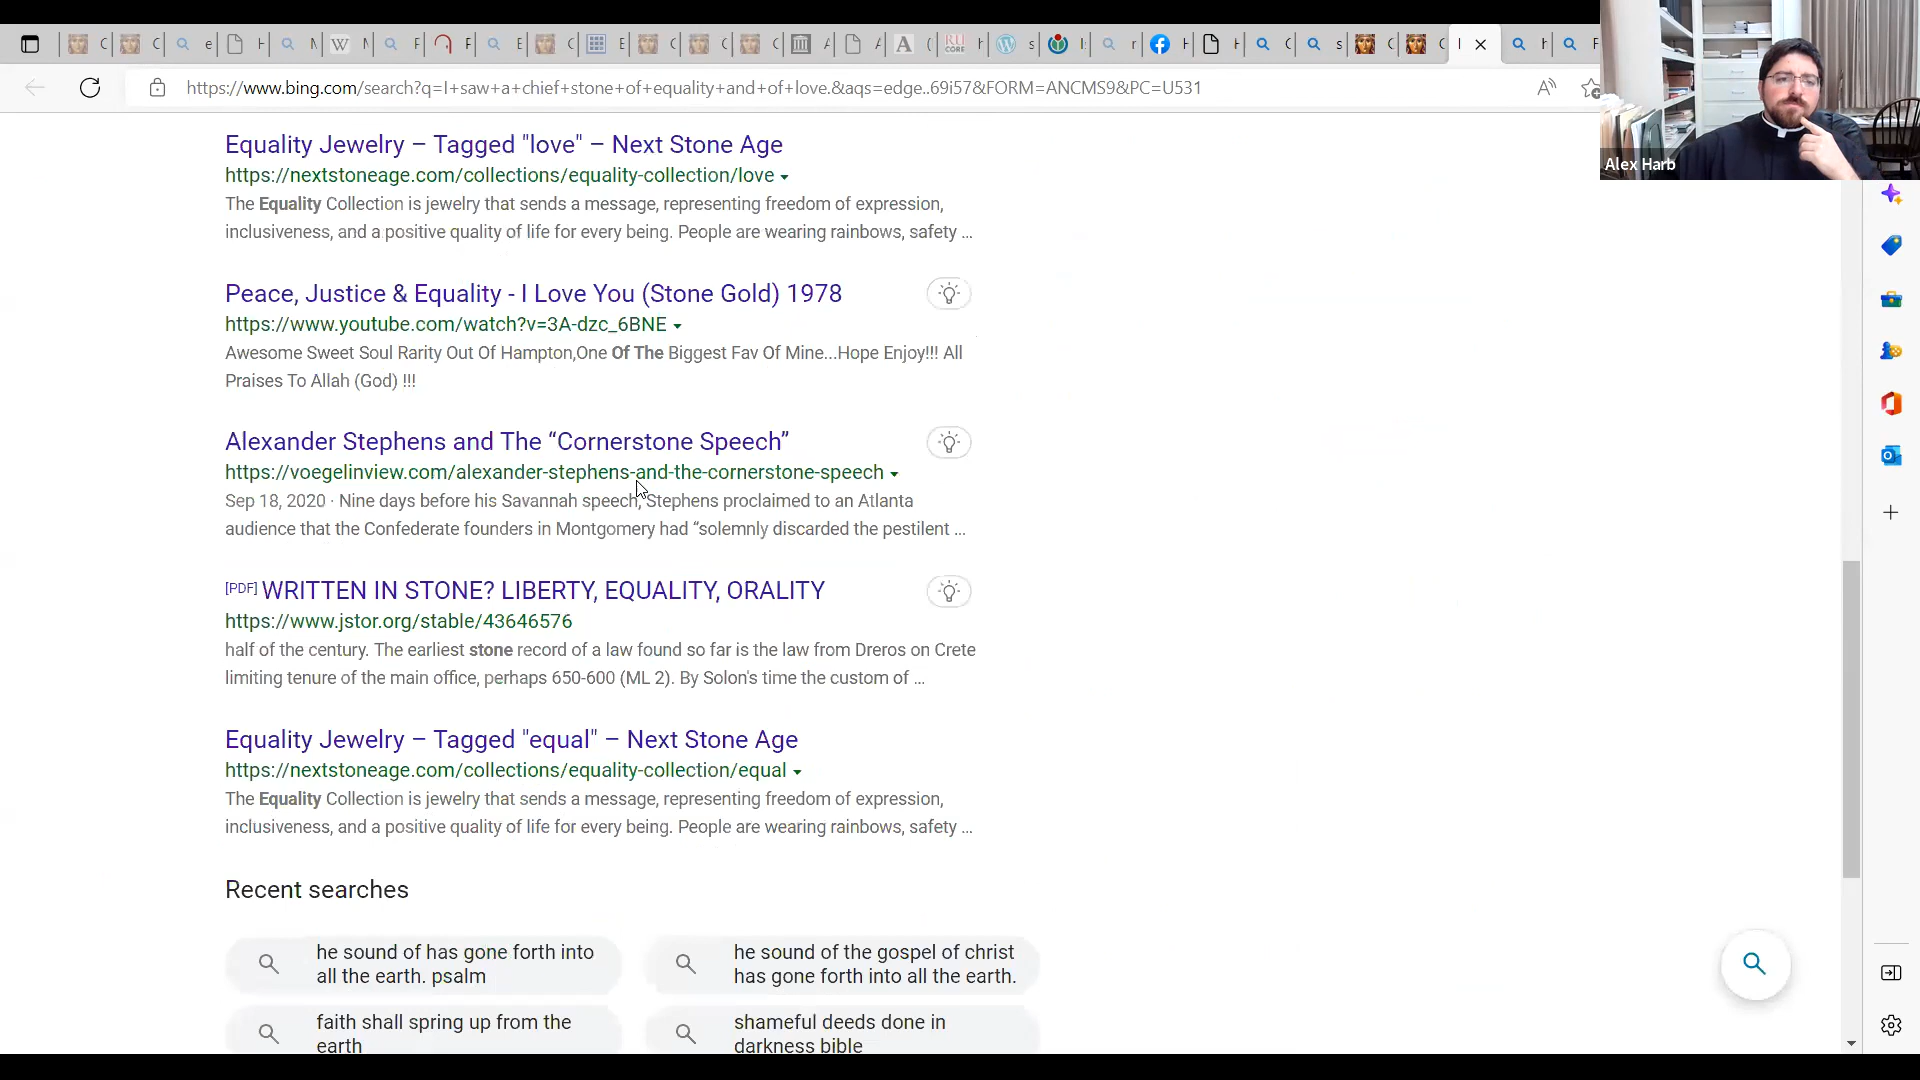 https://www.bing.com/search?q=I+saw+a+chief+stone+of+equality+and+of+love.&aqs=edge..69i57&FORM=ANCMS9&PC=U531
Alex Harb
Equality Jewelry – Tagged "love" – Next Stone Age
https://nextstoneage.com/collections/equality-collection/love
The Equality Collection is jewelry that sends a message, representing freedom of expression,
inclusiveness, and a positive quality of life for every being. People are wearing rainbows, safety ...
Peace, Justice & Equality - I Love You (Stone Gold) 1978
https://www.youtube.com/watch?v=3A-dzc_6BNE
Awesome Sweet Soul Rarity Out Of Hampton,One Of The Biggest Fav Of Mine...Hope Enjoy!!! All
Praises To Allah (God) !!!
Alexander Stephens and The “Cornerstone Speech”
https://voegelinview.com/alexander-stephens-and-the-cornerstone-speech
Sep 18, 2020 · Nine days before his Savannah speech, Stephens proclaimed to an Atlanta
audience that the Confederate founders in Montgomery had “solemnly discarded the pestilent ...
[PDF] WRITTEN IN STONE? LIBERTY, EQUALITY, ORALITY
https://www.jstor.org/stable/43646576
half of the century. The earliest stone record of a law found so far is the law from Dreros on Crete
limiting tenure of the main office, perhaps 650-600 (ML 2). By Solon's time the custom of ...
Equality Jewelry – Tagged "equal" – Next Stone Age
https://nextstoneage.com/collections/equality-collection/equal
The Equality Collection is jewelry that sends a message, representing freedom of expression,
inclusiveness, and a positive quality of life for every being. People are wearing rainbows, safety ...
Recent searches
he sound of has gone forth into
all the earth. psalm
he sound of the gospel of christ
has gone forth into all the earth.
faith shall spring up from the
earth
shameful deeds done in
darkness bible